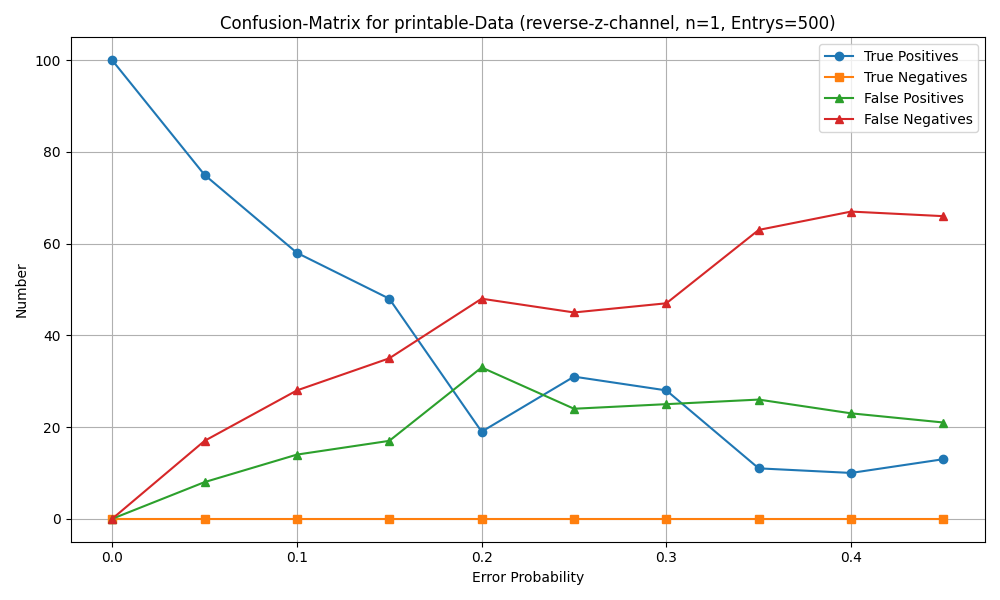 Confusion-Matrix for printable-Data (reverse-z-channel, n=1, Entrys=500)
True Positives
True Negatives
False Positives
False Negatives
100
80
60
40
20
0
Number
0.0 0.1 0.2 0.3 0.4
Error Probability